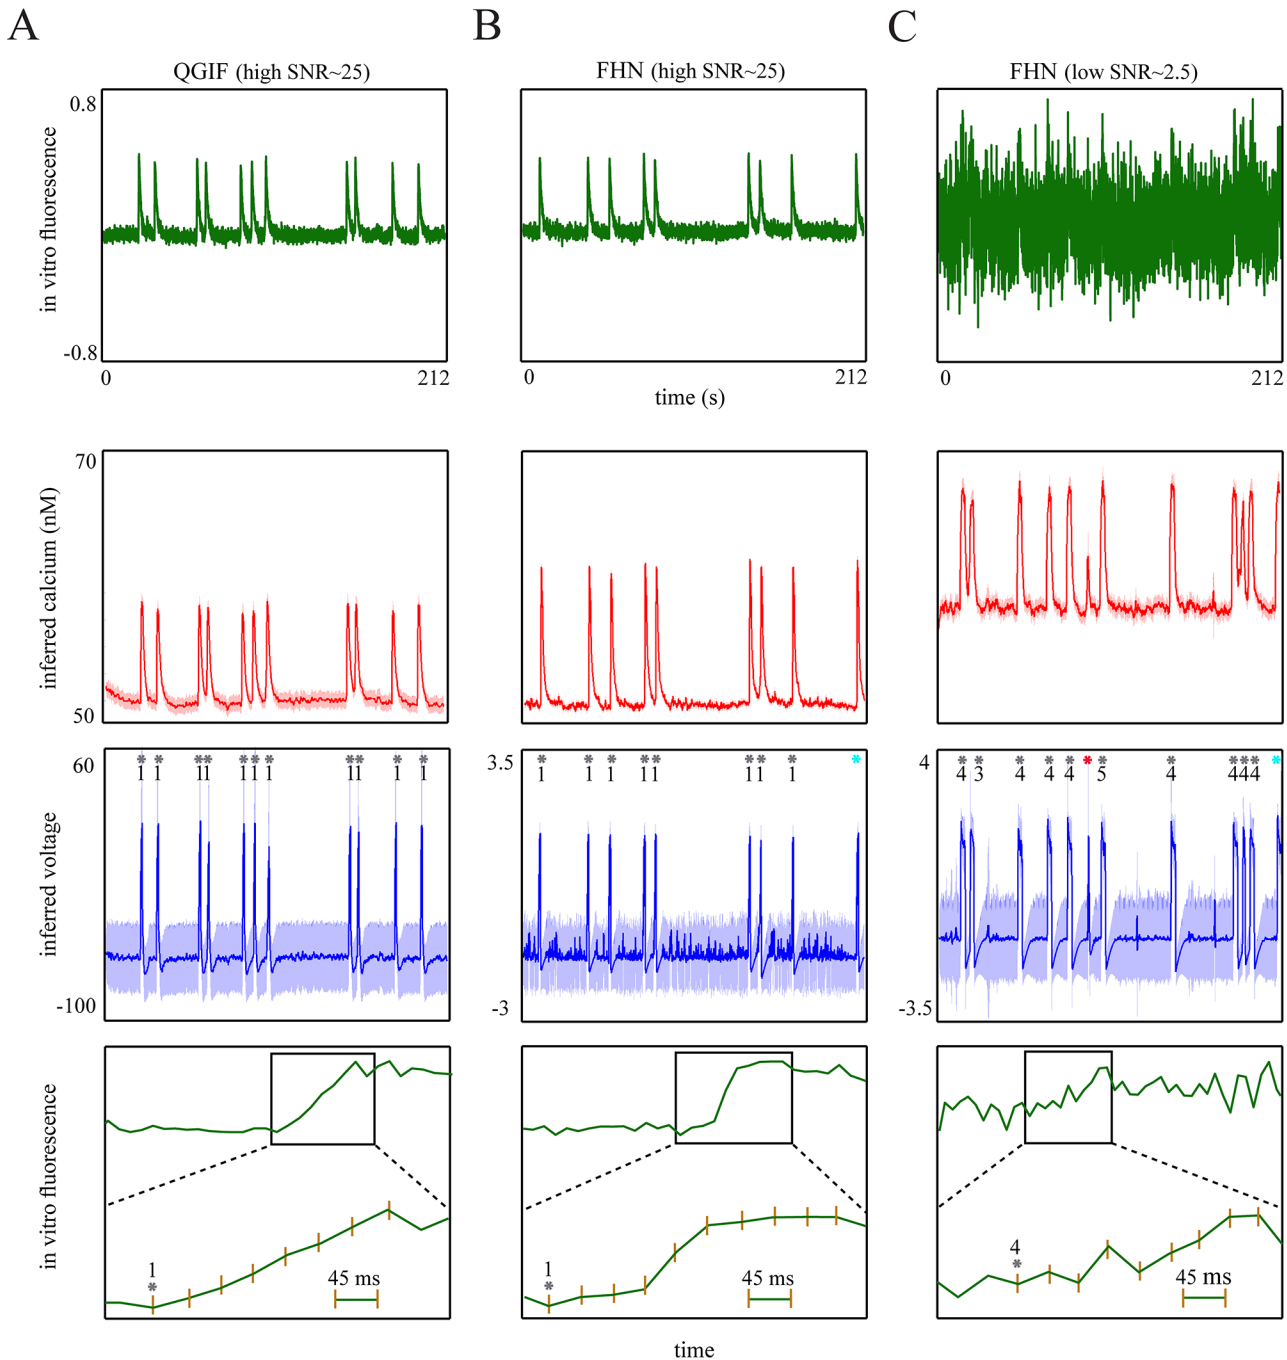 A
B
C
QGIF (high SNR~25)
FHN (high SNR~25)
FHN (low SNR~2.5)
0.8
in vitro fluorescence
-0.8
0
212
0
212
0
212
time (s)
70
inferred calcium (nM)
50
60
* * ** *** ** * *
1 1 11 11 1 11 1 1
inferred voltage
-100
3.5
* * * ** ** * *
1 1 1 11 11 1
-3
4
* * * * * * * * *** *
4 3 4 4 4 5 4 444
-3.5
in vitro fluorescence
1
*
45 ms
1
*
45 ms
4
*
45 ms
time